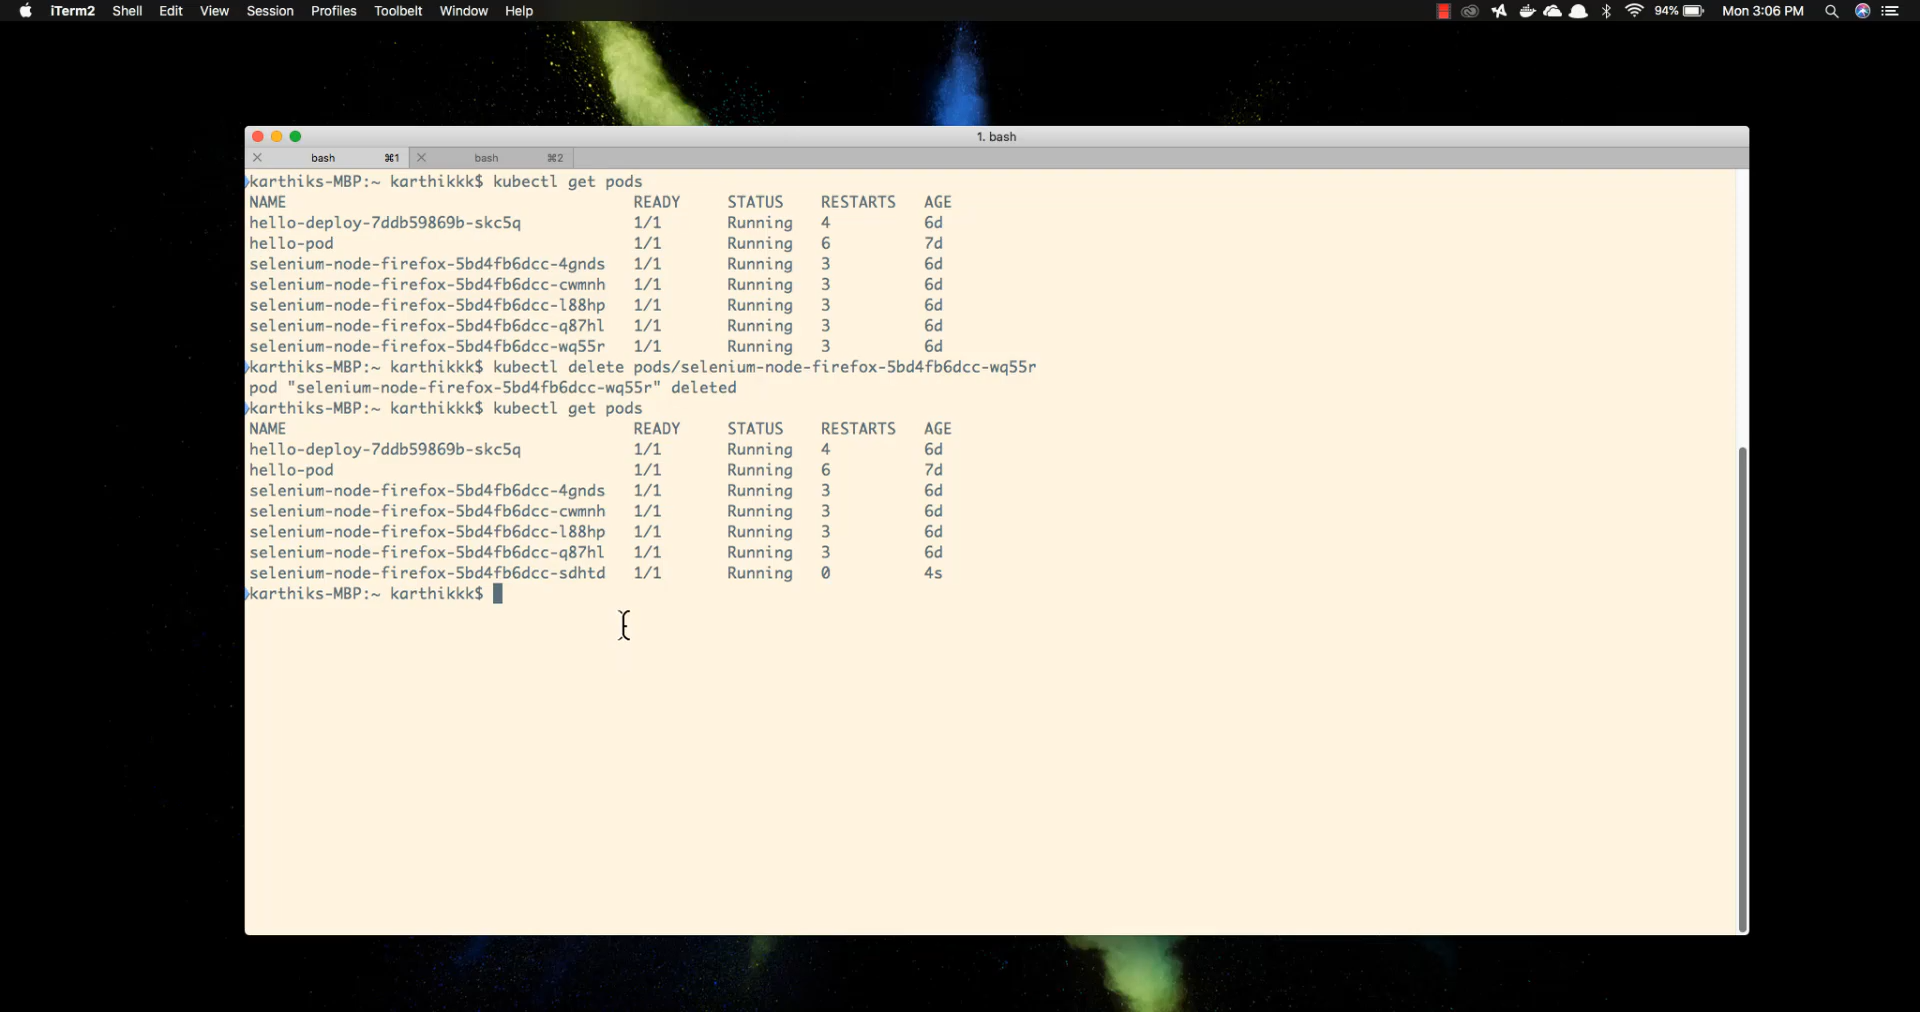 iTerm2 Shell Edit View Session Profiles Toolbelt Window Help 94% Mon 3:06 PM
1. bash
bash ⌘1 bash ⌘2
karthiks-MBP:~ karthikkk$ kubectl get pods
NAME READY STATUS RESTARTS AGE
hello-deploy-7ddb59869b-skc5q 1/1 Running 4 6d
hello-pod 1/1 Running 6 7d
selenium-node-firefox-5bd4fb6dcc-4gnds 1/1 Running 3 6d
selenium-node-firefox-5bd4fb6dcc-cwmnh 1/1 Running 3 6d
selenium-node-firefox-5bd4fb6dcc-l88hp 1/1 Running 3 6d
selenium-node-firefox-5bd4fb6dcc-q87hl 1/1 Running 3 6d
selenium-node-firefox-5bd4fb6dcc-wq55r 1/1 Running 3 6d
karthiks-MBP:~ karthikkk$ kubectl delete pods/selenium-node-firefox-5bd4fb6dcc-wq55r
pod "selenium-node-firefox-5bd4fb6dcc-wq55r" deleted
karthiks-MBP:~ karthikkk$ kubectl get pods
NAME READY STATUS RESTARTS AGE
hello-deploy-7ddb59869b-skc5q 1/1 Running 4 6d
hello-pod 1/1 Running 6 7d
selenium-node-firefox-5bd4fb6dcc-4gnds 1/1 Running 3 6d
selenium-node-firefox-5bd4fb6dcc-cwmnh 1/1 Running 3 6d
selenium-node-firefox-5bd4fb6dcc-l88hp 1/1 Running 3 6d
selenium-node-firefox-5bd4fb6dcc-q87hl 1/1 Running 3 6d
selenium-node-firefox-5bd4fb6dcc-sdhtd 1/1 Running 0 4s
karthiks-MBP:~ karthikkk$